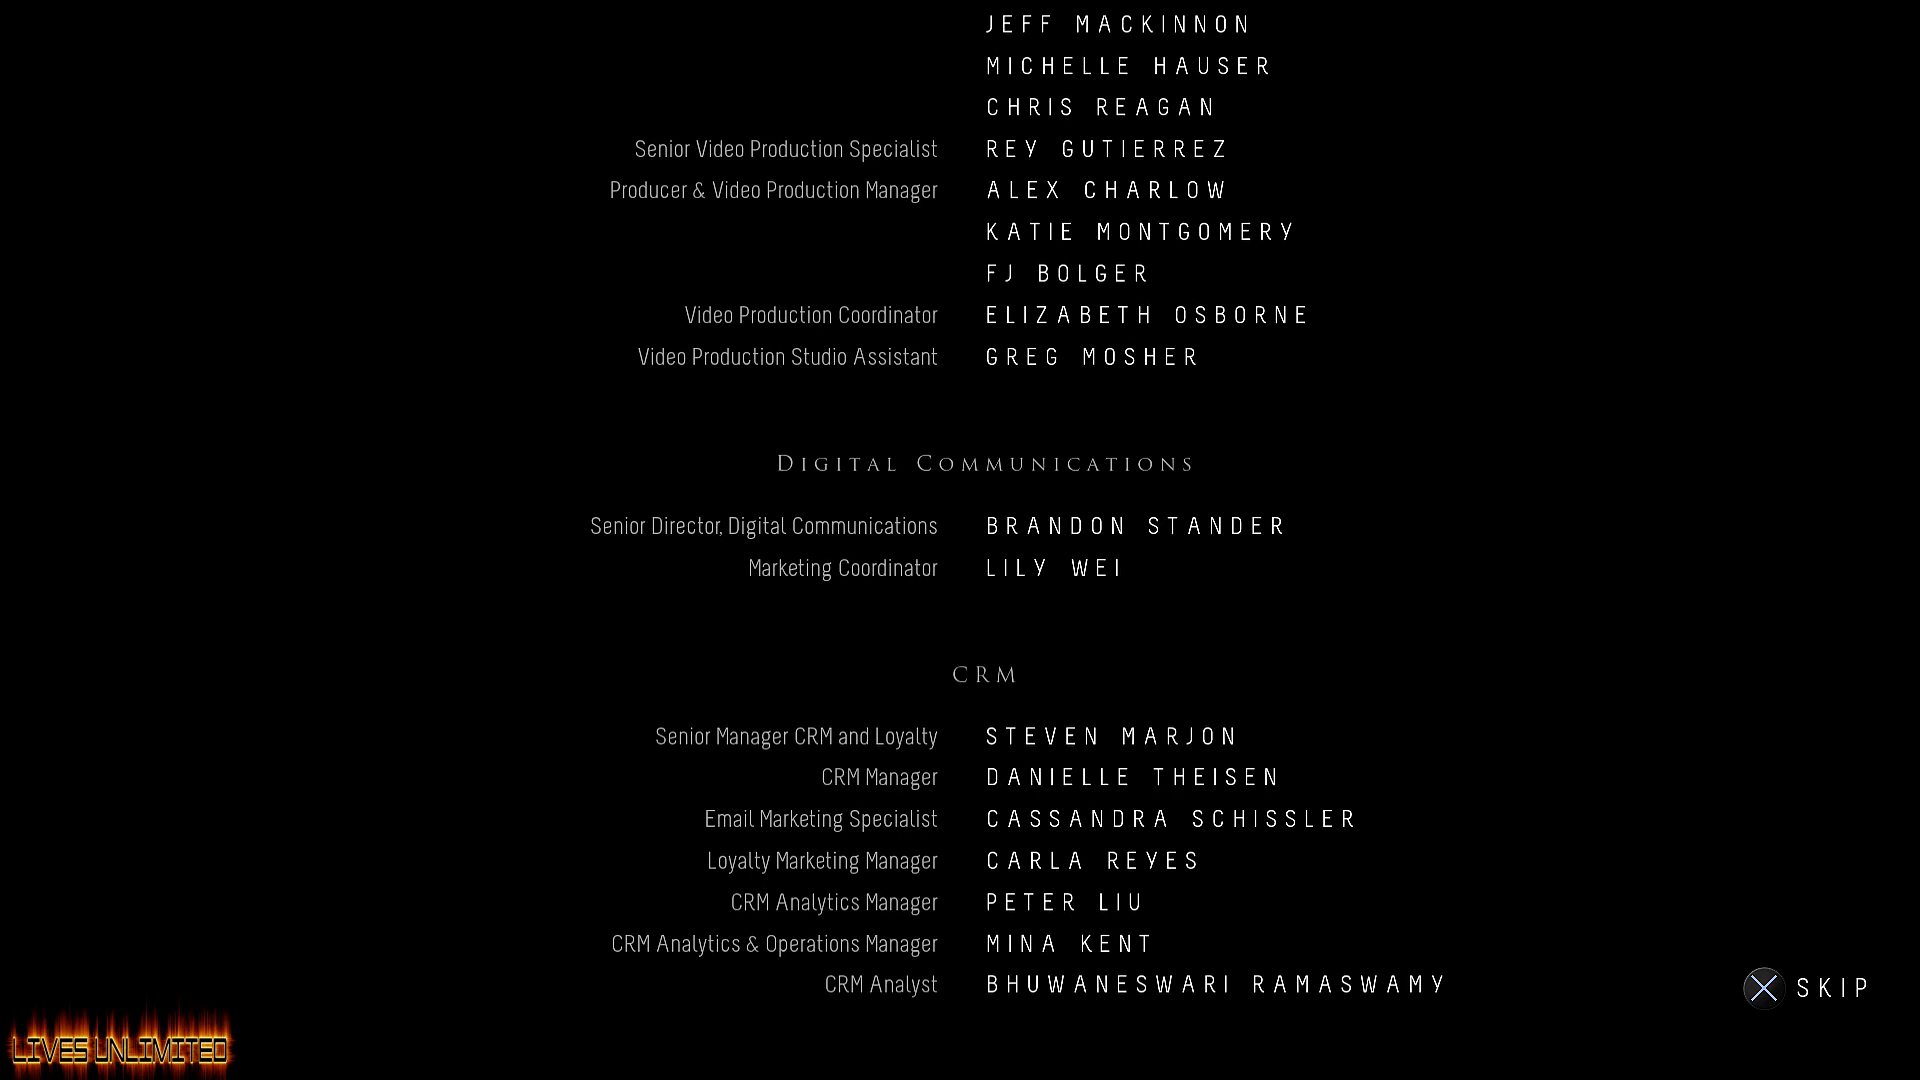 JEFF MACKINNON
MICHELLE HAUSER
CHRIS REAGAN
Senior Video Production Specialist REY GUTIERREZ
Producer & Video Production Manager ALEX CHARLOW
KATIE MONTGOMERY
FJ BOLGER
Video Production Coordinator ELIZABETH OSBORNE
Video Production Studio Assistant GREG MOSHER
DIGITAL COMMUNICATIONS
Senior Director, Digital Communications BRANDON STANDER
Marketing Coordinator LILY WEI
CRM
Senior Manager CRM and Loyalty STEVEN MARJON
CRM Manager DANIELLE THEISEN
Email Marketing Specialist CASSANDRA SCHISSLER
Loyalty Marketing Manager CARLA REYES
CRM Analytics Manager PETER LIU
CRM Analytics & Operations Manager MINA KENT
CRM Analyst BHUWANESWARI RAMASWAMY
SKIP
LIVES UNLIMITED